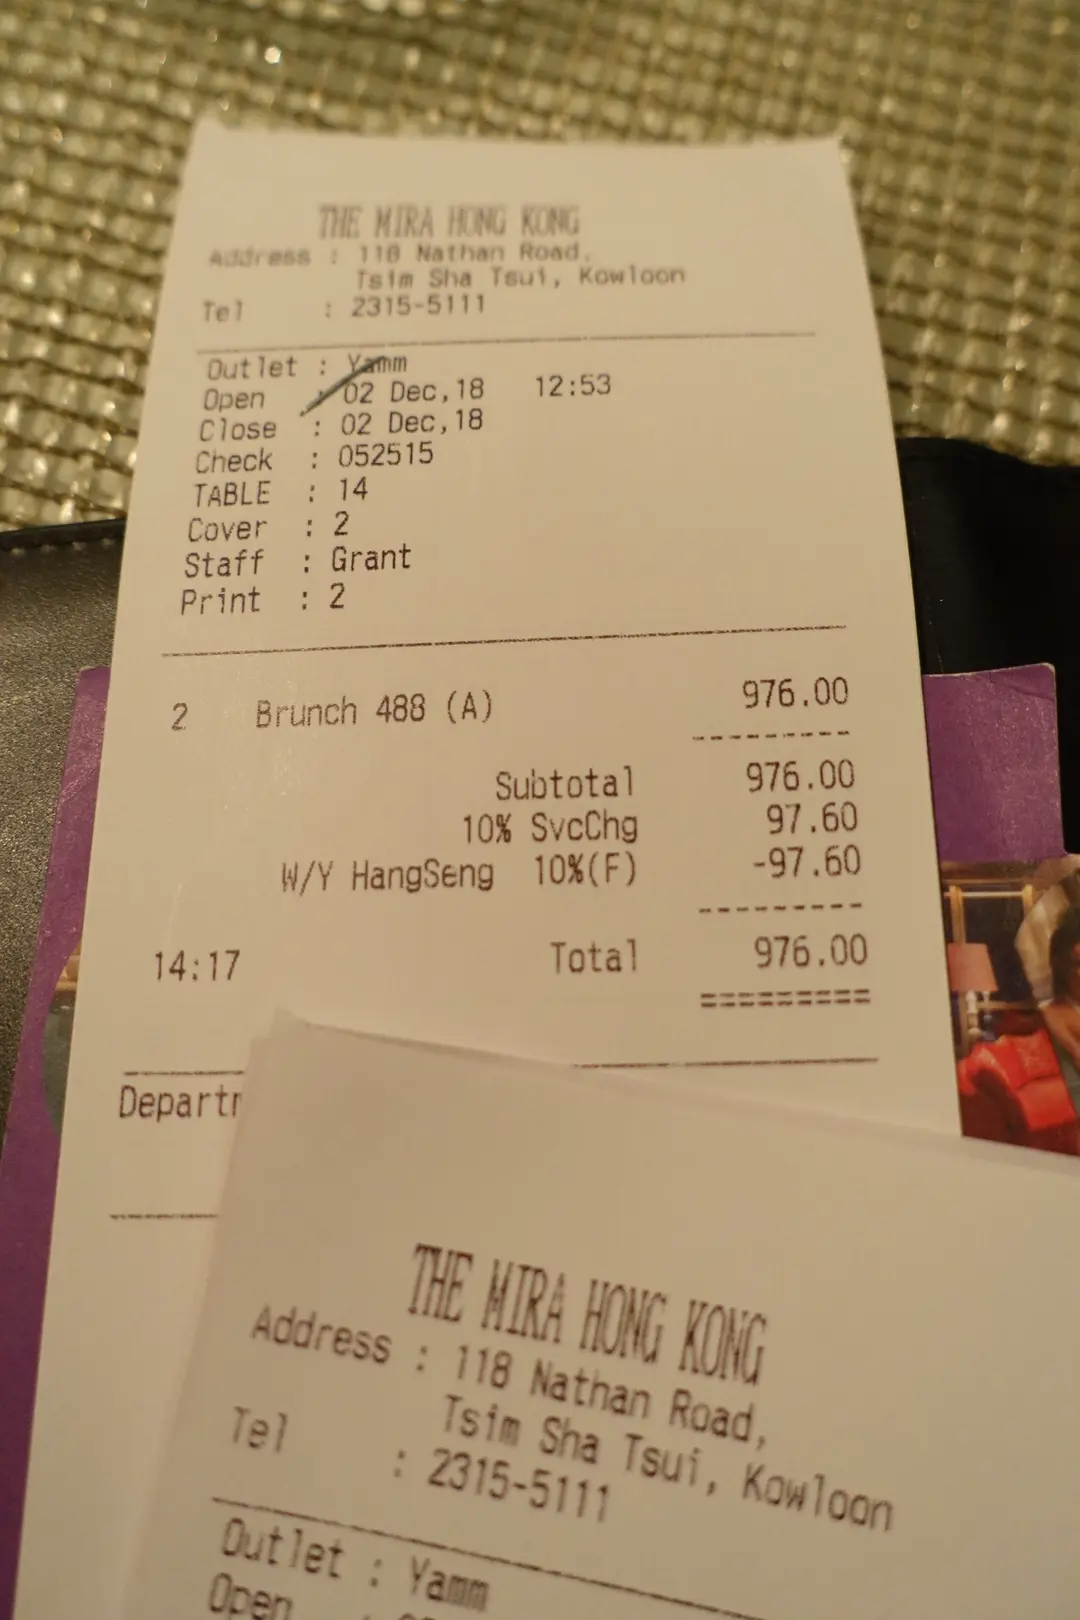 THE MIRA HONG KONG
Address : 118 Nathan Road,
Tsim Sha Tsui, Kowloon
Tel : 2315-5111
Outlet : Yamm
Open : 02 Dec,18 12:53
Close : 02 Dec,18
Check : 052515
TABLE : 14
Cover : 2
Staff : Grant
Print : 2
2 Brunch 488 (A) 976.00
---------
Subtotal 976.00
10% SvcChg 97.60
W/Y HangSeng 10%(F) -97.60
---------
14:17 Total 976.00
=========
THE MIRA HONG KONG
Address : 118 Nathan Road,
Tsim Sha Tsui, Kowloon
Tel : 2315-5111
Outlet : Yamm
Open :